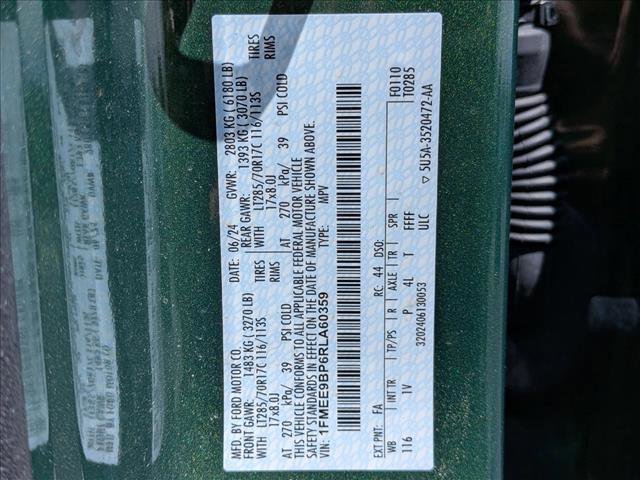 MFD. BY FORD MOTOR CO.
DATE: 06/24 GVWR: 2803 KG ( 6180 LB)
FRONT GAWR: 1483 KG ( 3270 LB) REAR GAWR: 1393 KG ( 3070 LB)
WITH LT285/70R17C 116/113S TIRES WITH LT285/70R17C 116/113S TIRES
17x8.0J RIMS 17x8.0J RIMS
AT 270 kPa/ 39 PSI COLD AT 270 kPa/ 39 PSI COLD
THIS VEHICLE CONFORMS TO ALL APPLICABLE FEDERAL MOTOR VEHICLE
SAFETY STANDARDS IN EFFECT ON THE DATE OF MANUFACTURE SHOWN ABOVE.
VIN: 1FMEE9BP6RLA60359 TYPE: MPV
F0110
T0285
EXT PNT: FA RC: 44 DSO:
WB INT TR TP/PS R AXLE TR SPR
116 1V P 4L T FFFF
3202406130053 ULC ▽ 5U5A-3520472-AA